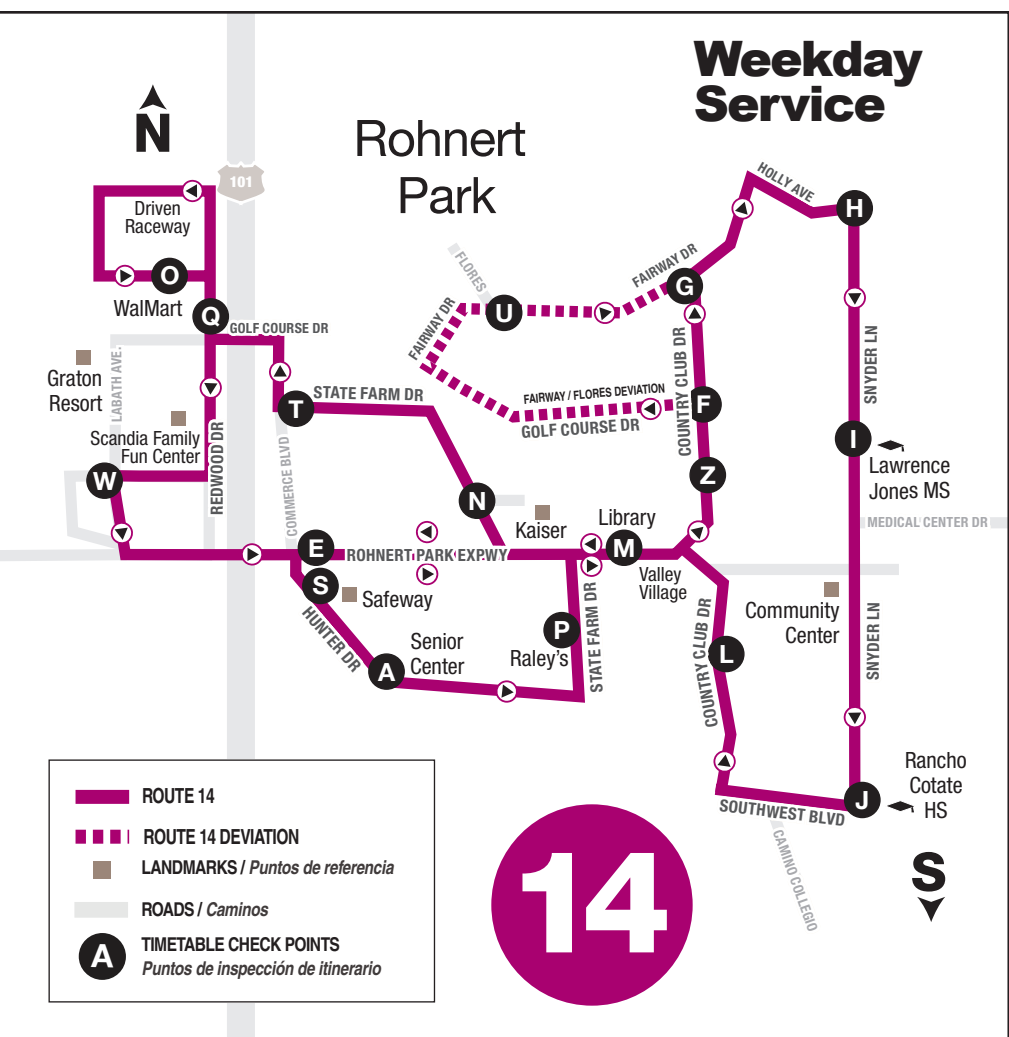 Weekday
Service
N
Rohnert
Park
101
HOLLY AVE
H
Driven
Raceway
O
WalMart
Q
GOLF COURSE DR
FLORES
FAIRWAY DR
G
U
FAIRWAY DR
LABATH AVE.
Graton
Resort
T
STATE FARM DR
FAIRWAY / FLORES DEVIATION
F
GOLF COURSE DR
COUNTRY CLUB DR
SNYDER LN
Scandia Family
Fun Center
REDWOOD DR
COMMERCE BLVD
W
I
Lawrence
Jones MS
Z
N
Kaiser
Library
M
MEDICAL CENTER DR
E
ROHNERT PARK EXPWY
Valley
Village
S
Safeway
HUNTER DR
STATE FARM DR
Community
Center
SNYDER LN
P
Raley's
Senior
Center
A
L
COUNTRY CLUB DR
Rancho
Cotate
HS
J
SOUTHWEST BLVD
CAMINO COLLEGIO
S
14
ROUTE 14
ROUTE 14 DEVIATION
LANDMARKS / Puntos de referencia
ROADS / Caminos
A
TIMETABLE CHECK POINTS
Puntos de inspección de itinerario